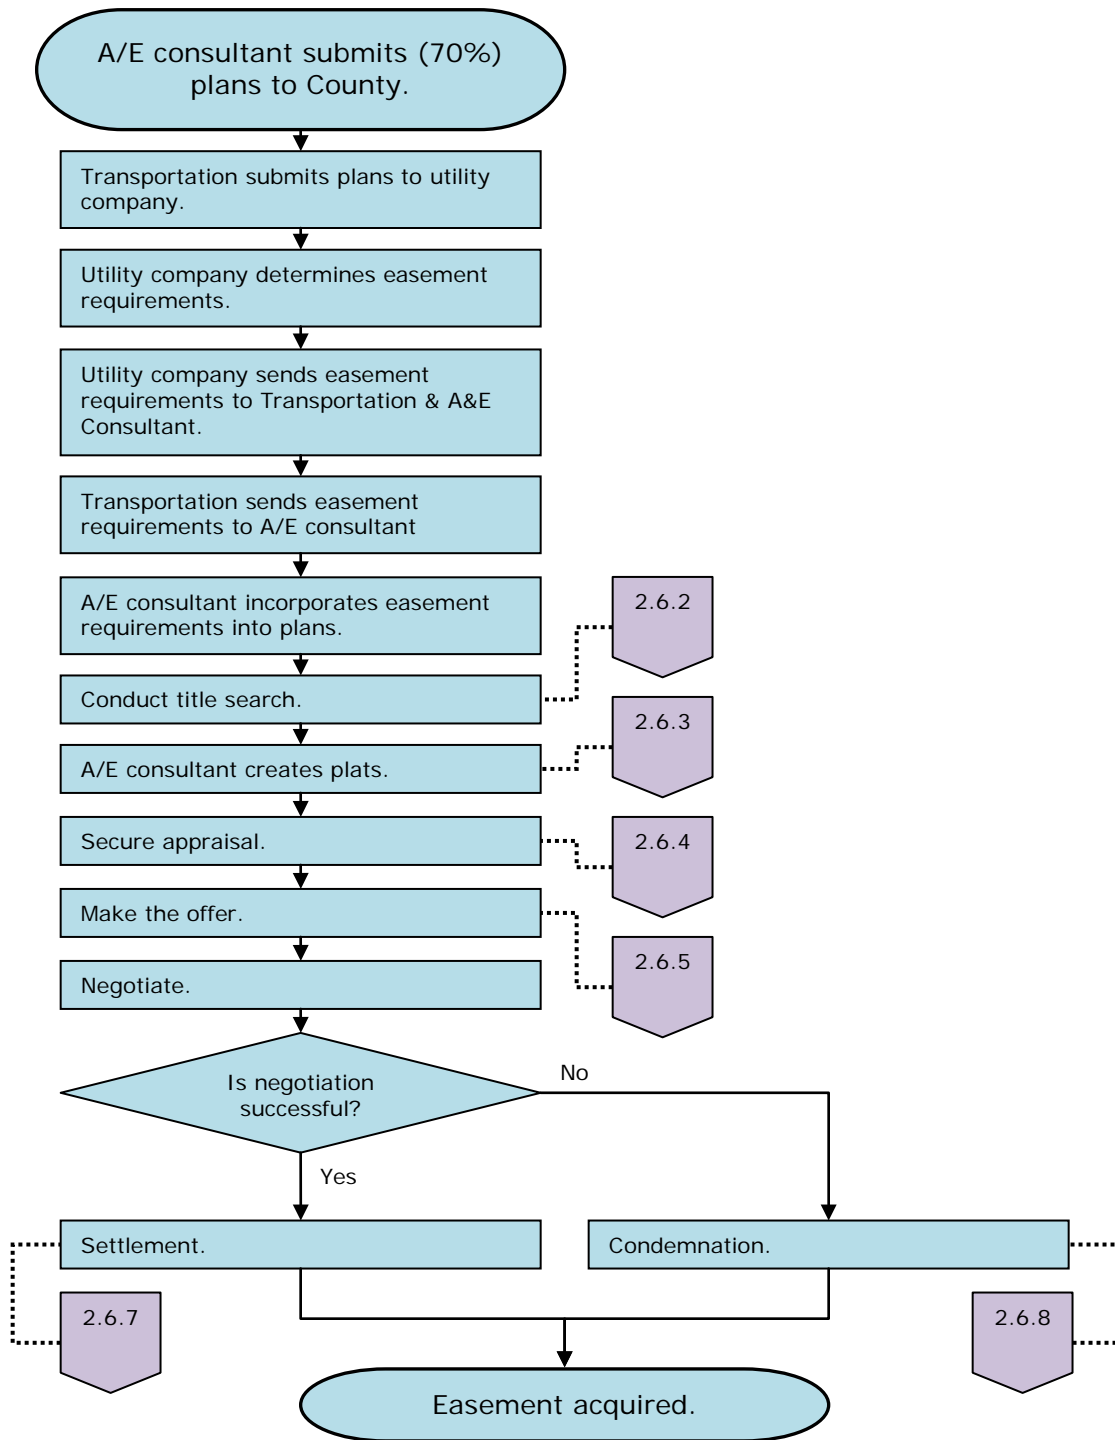 A/E consultant submits (70%)
plans to County.
Transportation submits plans to utility
company.
Utility company determines easement
requirements.
Utility company sends easement
requirements to Transportation & A&E
Consultant.
Transportation sends easement
requirements to A/E consultant
A/E consultant incorporates easement
requirements into plans.
2.6.2
Conduct title search.
2.6.3
A/E consultant creates plats.
Secure appraisal.
2.6.4
Make the offer.
2.6.5
Negotiate.
Is negotiation
successful?
No
Yes
Settlement.
Condemnation.
2.6.7
2.6.8
Easement acquired.